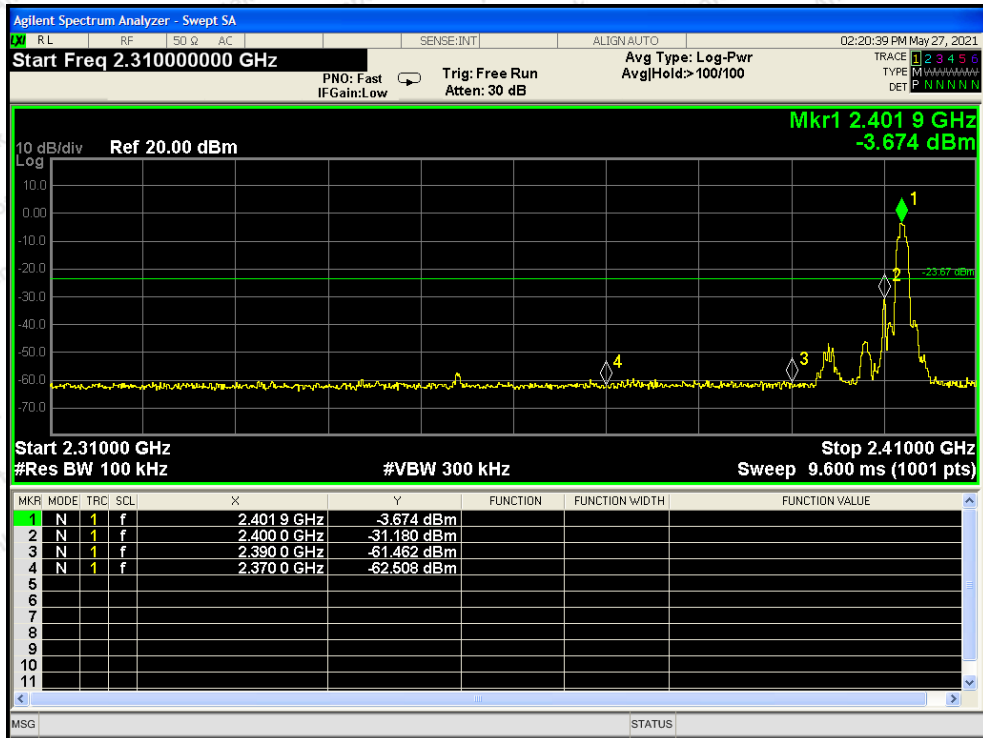 Agilent Spectrum Analyzer - Swept SA
LXI RL RF 50 Ω AC SENSE:INT ALIGN AUTO 02:20:39 PM May 27, 2021
Start Freq 2.310000000 GHz
PNO: Fast
IFGain:Low
Trig: Free Run
Atten: 30 dB
Avg Type: Log-Pwr
Avg|Hold:>100/100
TRACE 1 2 3 4 5 6
TYPE M WWWWW
DET P N N N N N
Mkr1 2.401 9 GHz
-3.674 dBm
10 dB/div Ref 20.00 dBm
Log
10.0
0.00
-10.0
-20.0
-30.0
-40.0
-50.0
-60.0
-70.0
1
2
-23.67 dBm
3
4
Start 2.31000 GHz Stop 2.41000 GHz
#Res BW 100 kHz #VBW 300 kHz Sweep 9.600 ms (1001 pts)
MKR MODE TRC SCL X Y FUNCTION FUNCTION WIDTH FUNCTION VALUE
1 N 1 f 2.401 9 GHz -3.674 dBm
2 N 1 f 2.400 0 GHz -31.180 dBm
3 N 1 f 2.390 0 GHz -61.462 dBm
4 N 1 f 2.370 0 GHz -62.508 dBm
5
6
7
8
9
10
11
MSG STATUS